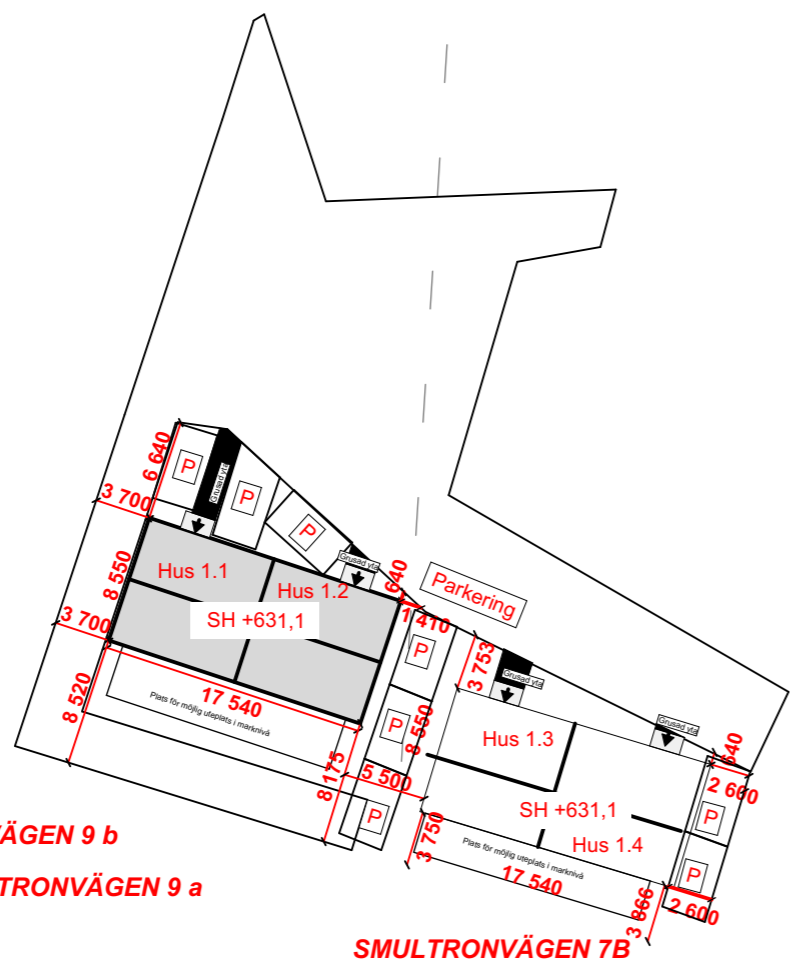 6 640
P
Grusad yta
P
3 700
P
Grusad yta
640
Parkering
Hus 1.1
8 550
Hus 1.2
1 410
SH +631,1
3 700
P
3 753
Grusad yta
Grusad yta
17 540
Plats för möjlig uteplats i marknivå
8 520
P
8 550
Hus 1.3
640
2 600
8 175
5 500
SH +631,1
P
P
3 750
Plats för möjlig uteplats i marknivå
Hus 1.4
17 540
P
3 866
2 600
VÄGEN 9 b
TRONVÄGEN 9 a
SMULTRONVÄGEN 7B